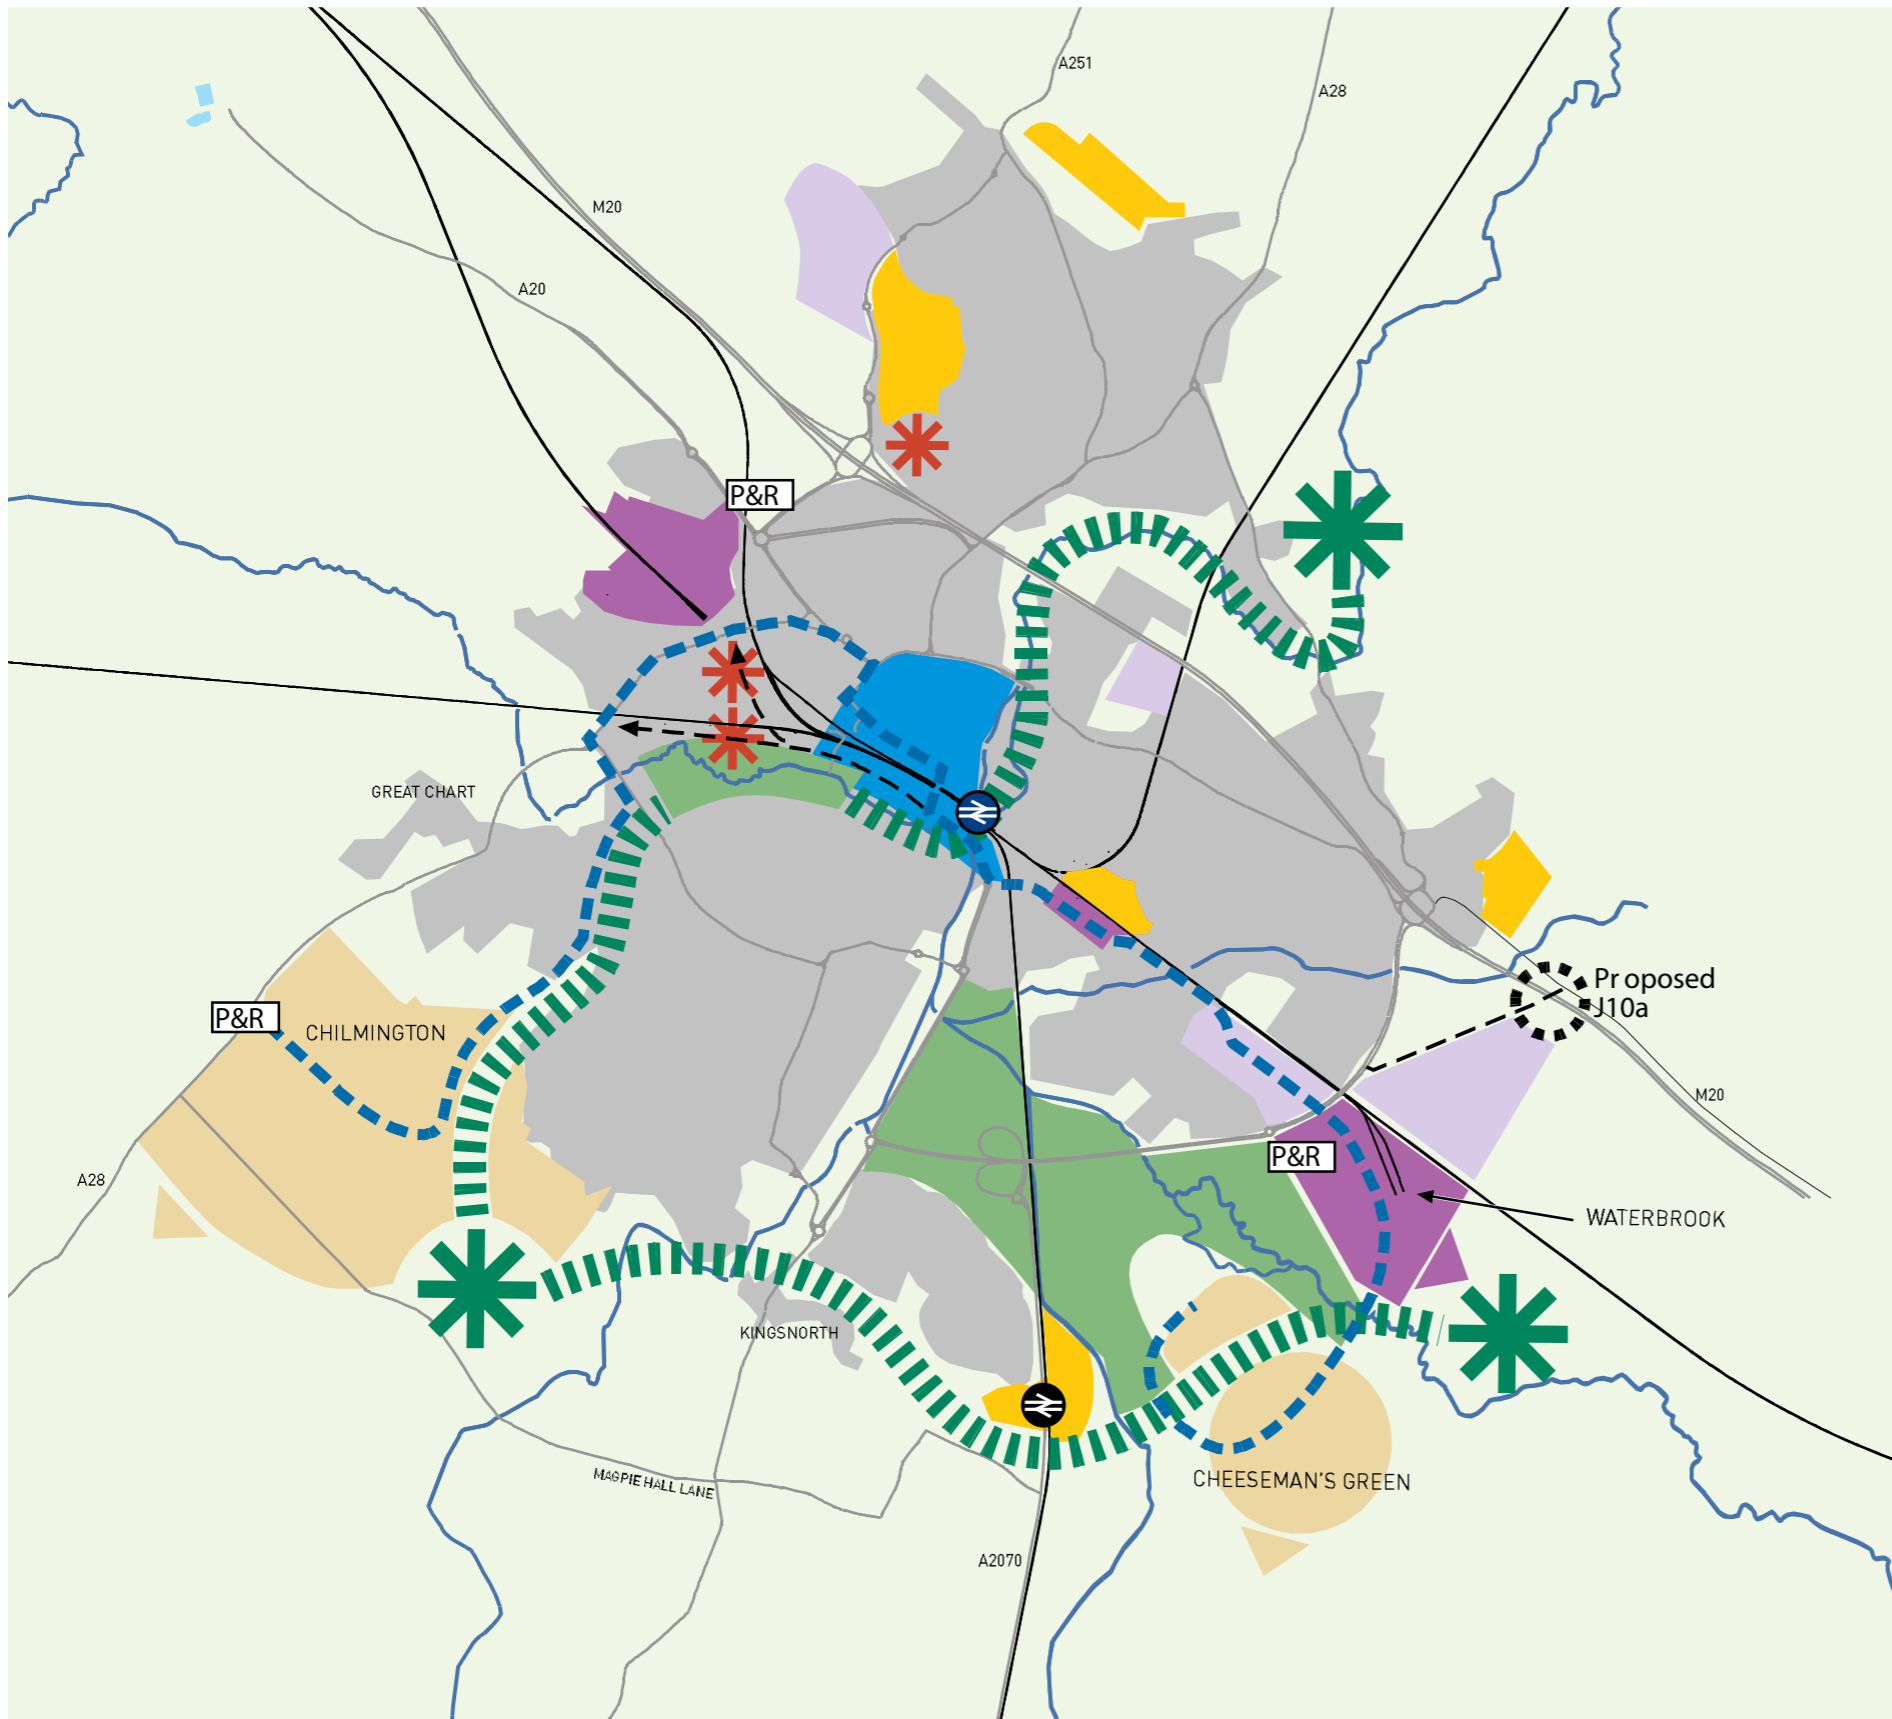 A251
A28
M20
A20
P&R
GREAT CHART
Proposed
J10a
P&R
CHILMINGTON
M20
P&R
A28
WATERBROOK
KINGSNORTH
MAGPIE HALL LANE
CHEESEMAN'S GREEN
A2070